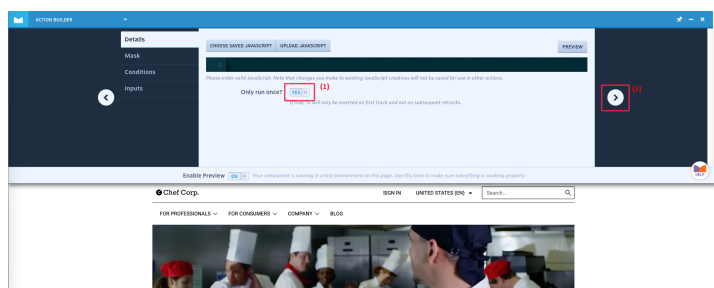 ACTION BUILDER
Details
Mask
Conditions
Inputs
CHOOSE SAVED JAVASCRIPT
UPLOAD JAVASCRIPT
PREVIEW
1
Please enter valid JavaScript. Note that changes you make to existing JavaScript creatives will not be saved for use in other actions.
Only run once?
YES
(1)
If true, JS will only be inserted on first track and not on subsequent retracks.
(2)
HELP
Enable Preview
ON
Your component is running in a test environment on this page. Use this time to make sure everything is working properly.
Chef Corp.
SIGN IN
UNITED STATES (EN)
Search...
FOR PROFESSIONALS
FOR CONSUMERS
COMPANY
BLOG